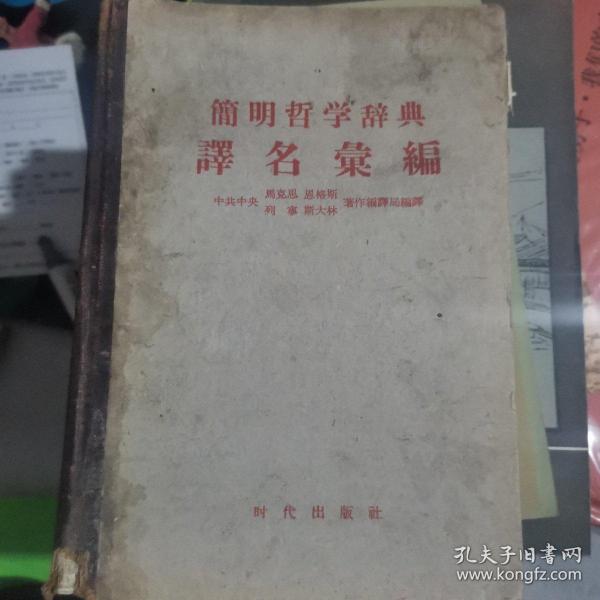 簡明哲学辞典
譯名彙編
中共中央 馬克思 恩格斯 列寧 斯大林 著作編譯局編譯
时代出版社
孔夫子旧书网
www.kongfz.com